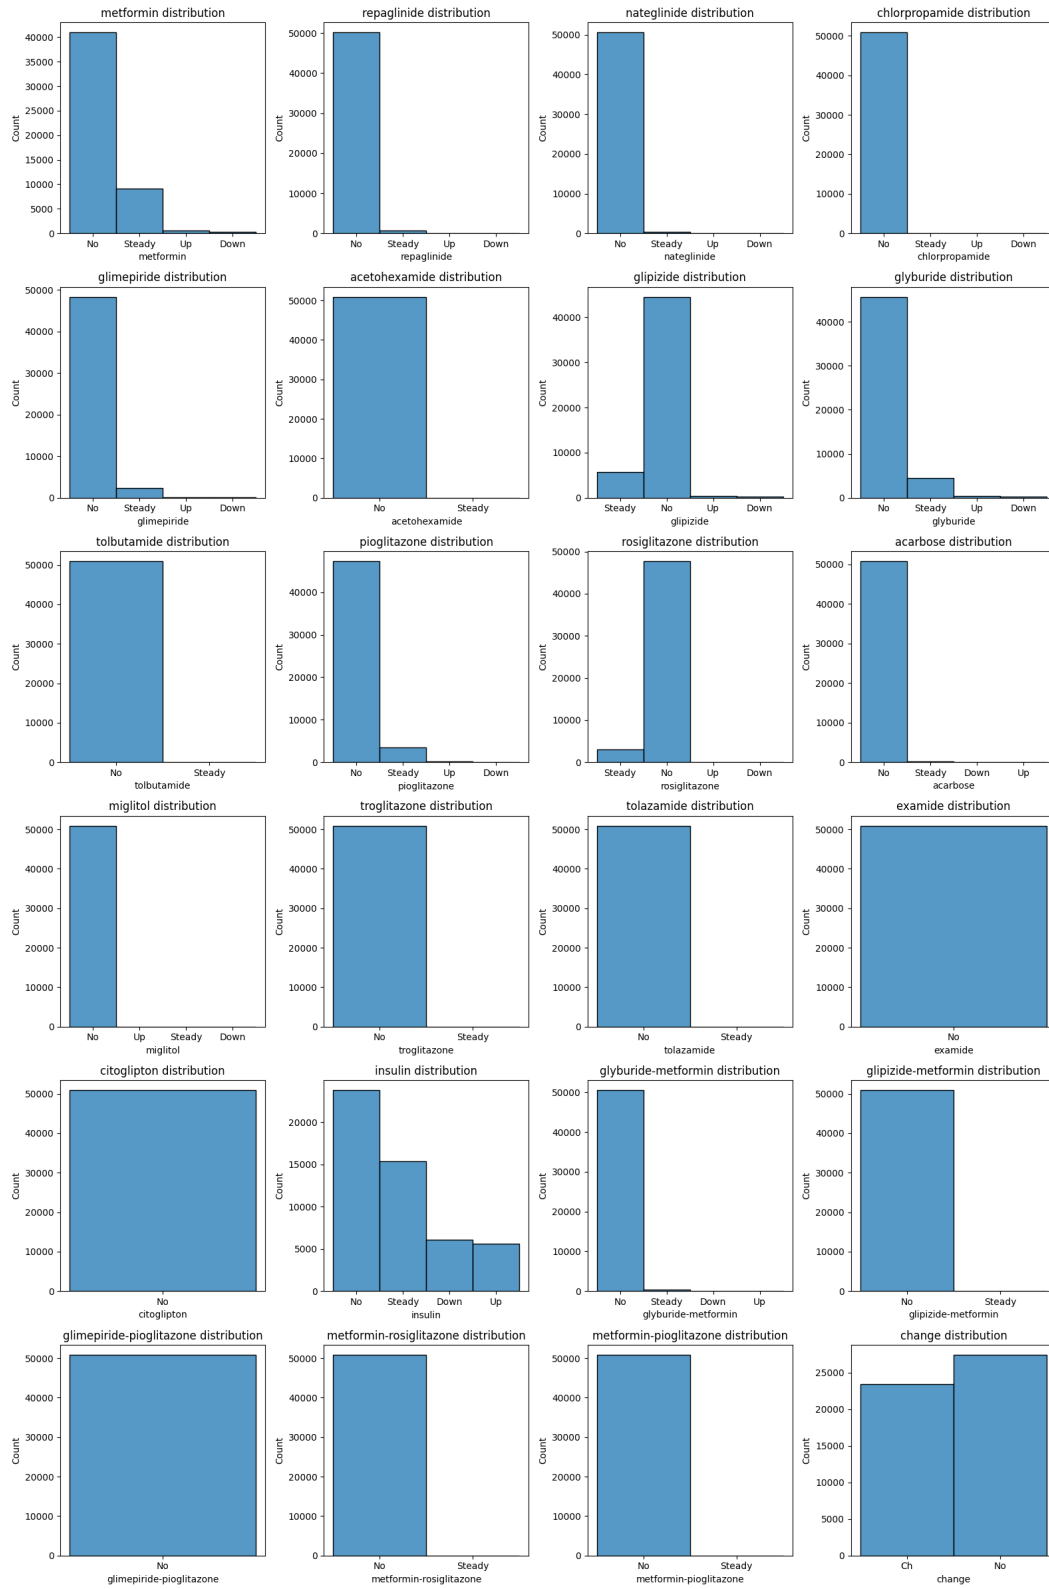 metformin distribution
Count
40000
35000
30000
25000
20000
15000
10000
5000
0
No Steady Up Down
metformin
repaglinide distribution
Count
50000
40000
30000
20000
10000
0
No Steady Up Down
repaglinide
nateglinide distribution
Count
50000
40000
30000
20000
10000
0
No Steady Up Down
nateglinide
chlorpropamide distribution
Count
50000
40000
30000
20000
10000
0
No Steady Up Down
chlorpropamide
glimepiride distribution
Count
50000
40000
30000
20000
10000
0
No Steady Up Down
glimepiride
acetohexamide distribution
Count
50000
40000
30000
20000
10000
0
No Steady
acetohexamide
glipizide distribution
Count
40000
30000
20000
10000
0
Steady No Up Down
glipizide
glyburide distribution
Count
40000
30000
20000
10000
0
No Steady Up Down
glyburide
tolbutamide distribution
Count
50000
40000
30000
20000
10000
0
No Steady
tolbutamide
pioglitazone distribution
Count
40000
30000
20000
10000
0
No Steady Up Down
pioglitazone
rosiglitazone distribution
Count
50000
40000
30000
20000
10000
0
Steady No Up Down
rosiglitazone
acarbose distribution
Count
50000
40000
30000
20000
10000
0
No Steady Down Up
acarbose
miglitol distribution
Count
50000
40000
30000
20000
10000
0
No Up Steady Down
miglitol
troglitazone distribution
Count
50000
40000
30000
20000
10000
0
No Steady
troglitazone
tolazamide distribution
Count
50000
40000
30000
20000
10000
0
No Steady
tolazamide
examide distribution
Count
50000
40000
30000
20000
10000
0
No
examide
citoglipton distribution
Count
50000
40000
30000
20000
10000
0
No
citoglipton
insulin distribution
Count
20000
15000
10000
5000
0
No Steady Down Up
insulin
glyburide-metformin distribution
Count
50000
40000
30000
20000
10000
0
No Steady Down Up
glyburide-metformin
glipizide-metformin distribution
Count
50000
40000
30000
20000
10000
0
No Steady
glipizide-metformin
glimepiride-pioglitazone distribution
Count
50000
40000
30000
20000
10000
0
No
glimepiride-pioglitazone
metformin-rosiglitazone distribution
Count
50000
40000
30000
20000
10000
0
No Steady
metformin-rosiglitazone
metformin-pioglitazone distribution
Count
50000
40000
30000
20000
10000
0
No Steady
metformin-pioglitazone
change distribution
Count
25000
20000
15000
10000
5000
0
Ch No
change